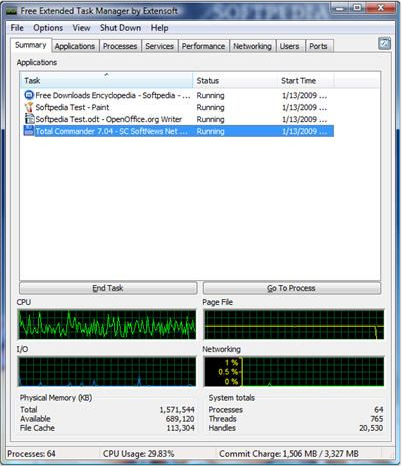 Free Extended Task Manager by Extensoft
File Options View Shut Down Help
Summary Applications Processes Services Performance Networking Users Ports
Applications
Task Status Start Time
Free Downloads Encyclopedia - Softpedia - ... Running 1/13/2009 ...
Softpedia Test - Paint Running 1/13/2009 ...
Softpedia Test.odt - OpenOffice.org Writer Running 1/13/2009 ...
Total Commander 7.04 - SC SoftNews Net ... Running 1/13/2009 ...
End Task Go To Process
CPU Page File
I/O Networking
1 %
0.5 %
0 %
Physical Memory (KB) System totals
Total 1,571,544 Processes 64
Available 689,120 Threads 765
File Cache 113,304 Handles 20,530
Processes: 64 CPU Usage: 29.83% Commit Charge: 1,506 MB / 3,327 MB